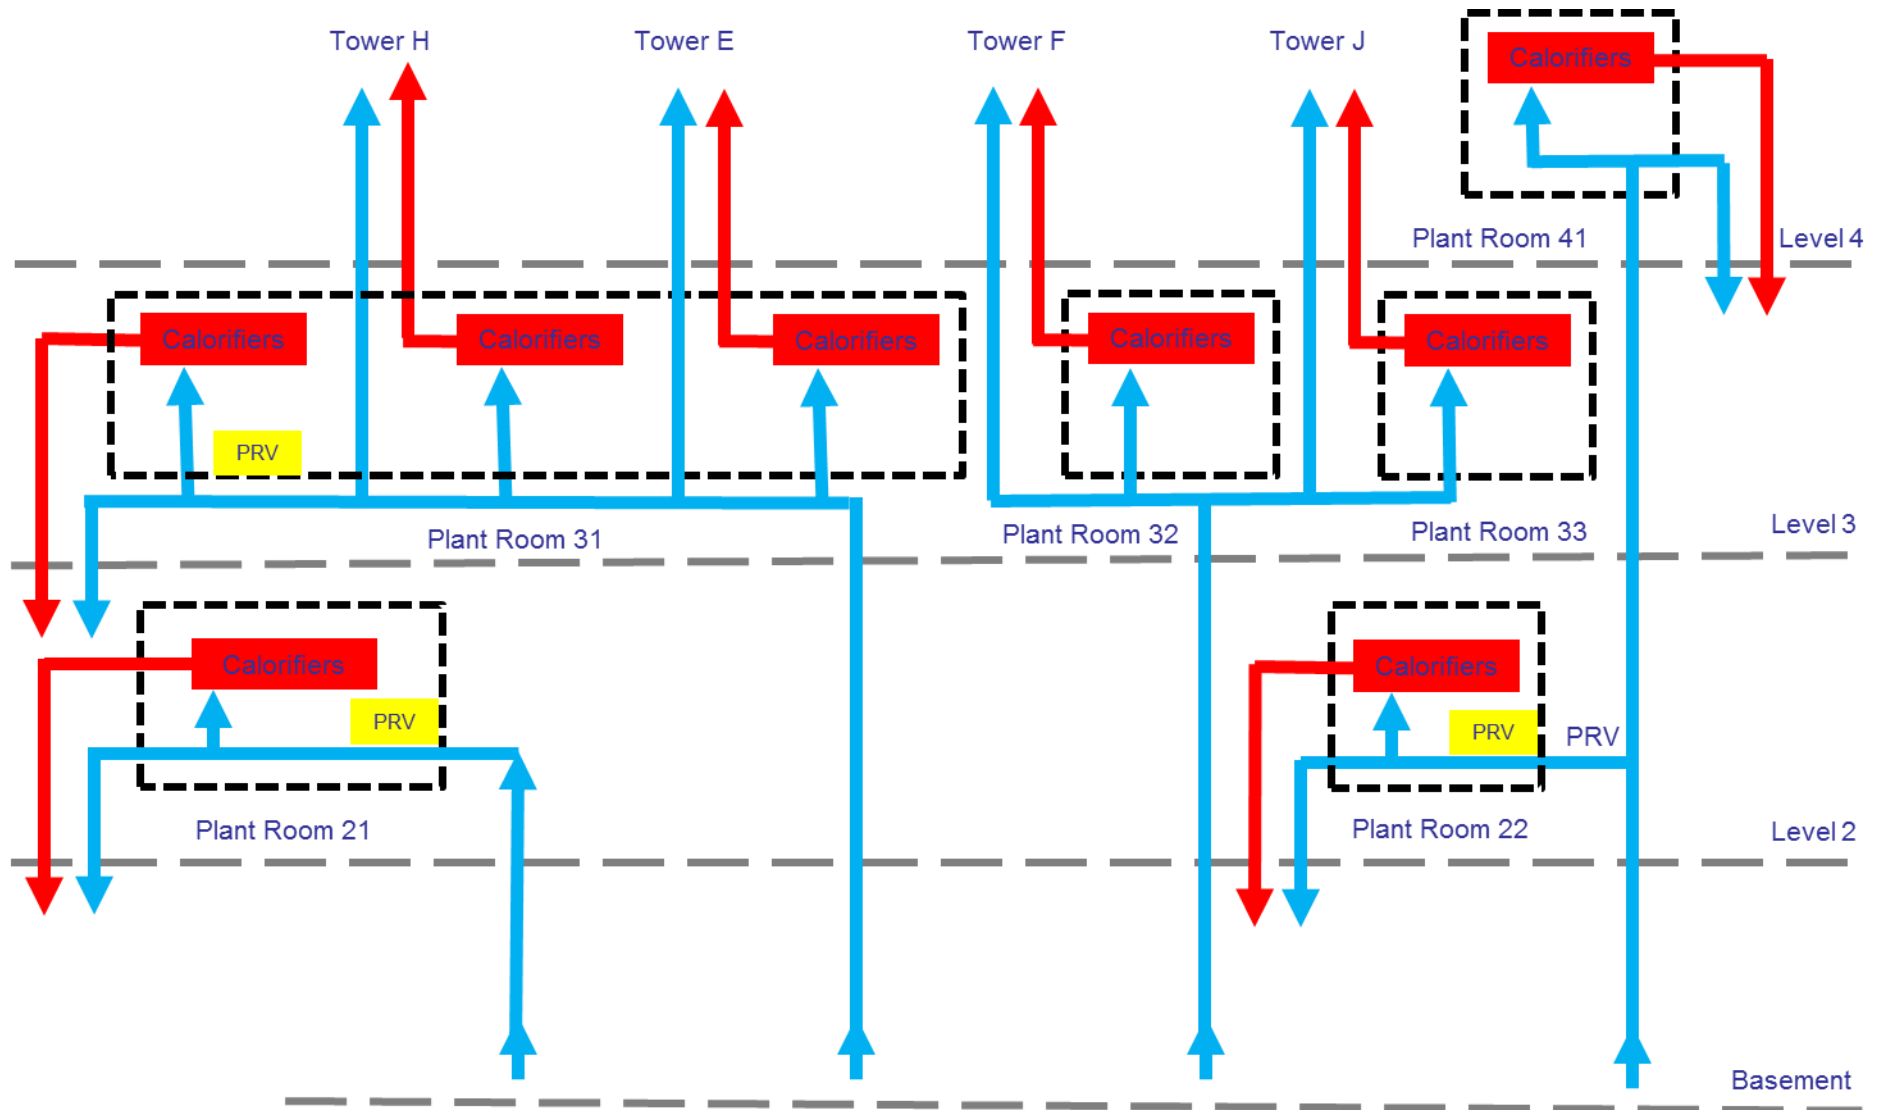 Tower H
Tower E
Tower F
Tower J
Calorifiers
Plant Room 41
Level 4
Calorifiers
Calorifiers
Calorifiers
Calorifiers
Calorifiers
PRV
Plant Room 31
Plant Room 32
Plant Room 33
Level 3
Calorifiers
Calorifiers
PRV
PRV
PRV
Plant Room 21
Plant Room 22
Level 2
Basement